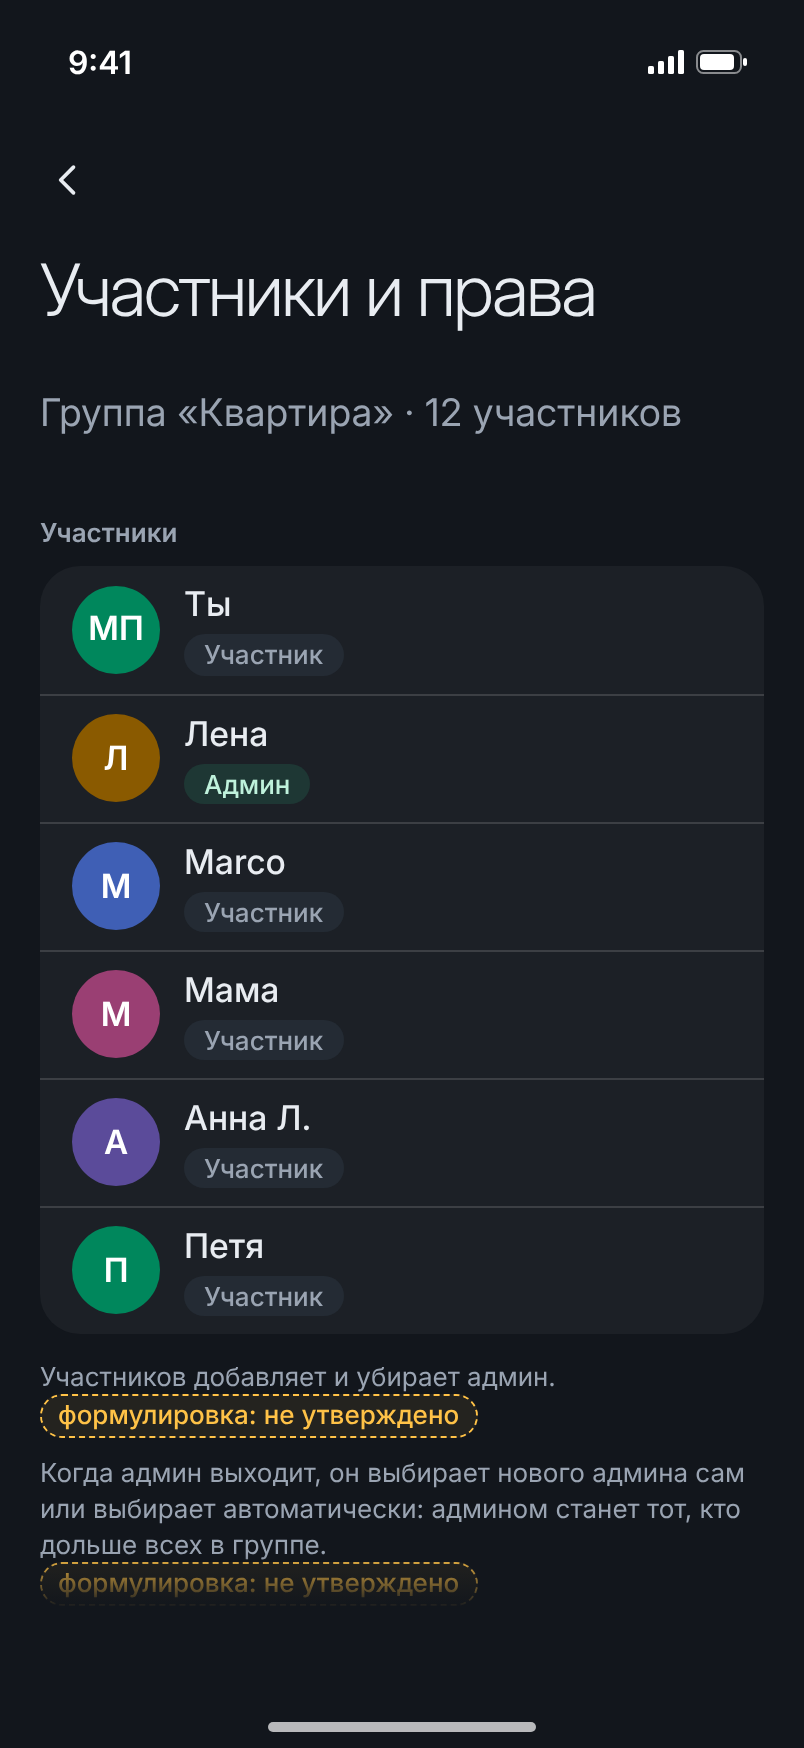 9:41
Участники и права
Группа «Квартира» · 12 участников
Участники
МП
Ты
Участник
Л
Лена
Админ
M
Marco
Участник
М
Мама
Участник
А
Анна Л.
Участник
П
Петя
Участник
Участников добавляет и убирает админ.
формулировка: не утверждено
Когда админ выходит, он выбирает нового админа сам
или выбирает автоматически: админом станет тот, кто
дольше всех в группе.
формулировка: не утверждено